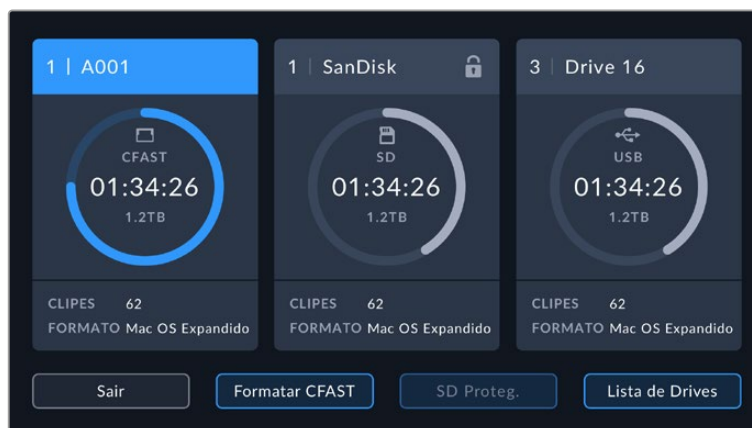 1 | A001
CFAST
01:34:26
1.2TB
CLIPES 62
FORMATO Mac OS Expandido
1 | SanDisk
SD
01:34:26
1.2TB
CLIPES 62
FORMATO Mac OS Expandido
3 | Drive 16
USB
01:34:26
1.2TB
CLIPES 62
FORMATO Mac OS Expandido
Sair
Formatar CFAST
SD Proteg.
Lista de Drives